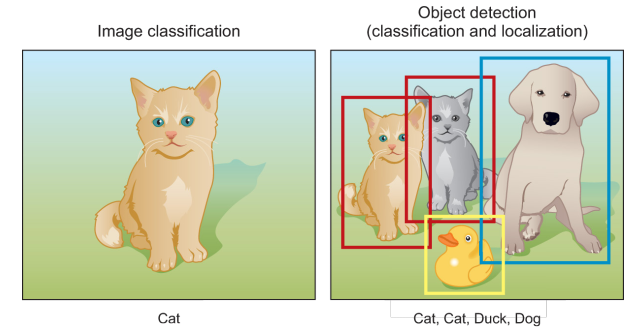 Image classification
Object detection
(classification and localization)
Cat
Cat, Cat, Duck, Dog